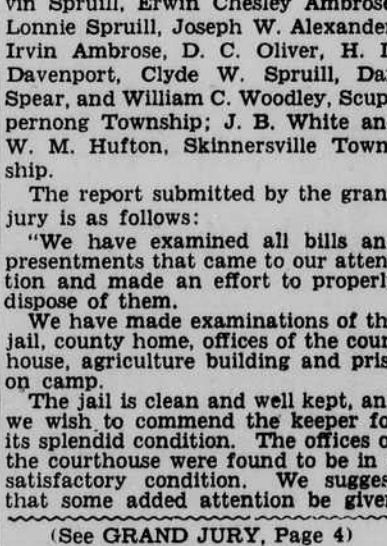 vin Spruill, Erwin Chesley Ambrose
Lonnie Spruill, Joseph W. Alexande
Irvin Ambrose, D. C. Oliver, H.
Davenport, Clyde W. Spruill, Da
Spear, and William C. Woodley, Scup
pernong Township; J. B. White an
W. M. Hufton, Skinnersville Town
ship.
The report submitted by the gran
jury is as follows:
"We have examined all bills an
presentments that came to our atten
tion and made an effort to properl
dispose of them.
We have made examinations of th
jail, county home, offices of the cour
house, agriculture building and pris
on camp.
The jail is clean and well kept, an
we wish to commend the keeper fo
its splendid condition. The offices o
the courthouse were found to be in
satisfactory condition. We sugges
that some added attention be give
(See GRAND JURY, Page 4)